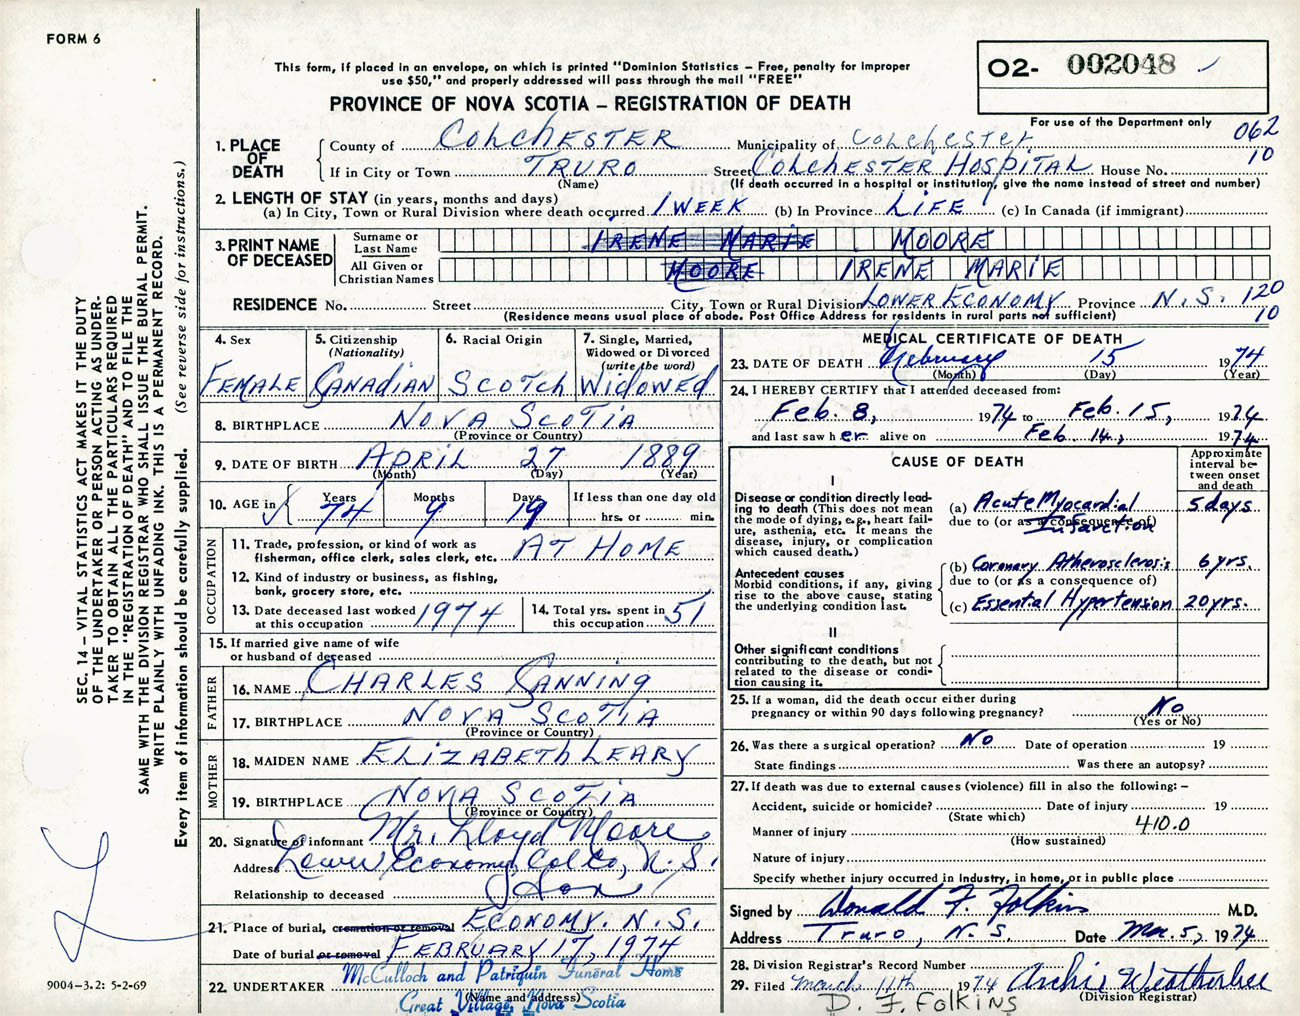 FORM 6
This form, if placed in an envelope, on which is printed "Dominion Statistics – Free, penalty for improper
use $50," and properly addressed will pass through the mail "FREE"
PROVINCE OF NOVA SCOTIA – REGISTRATION OF DEATH
O2- 002048
For use of the Department only
062
10
1. PLACE OF DEATH
County of COLCHESTER Municipality of COLCHESTER
If in City or Town TRURO Street COLCHESTER HOSPITAL House No.
(Name) (If death occurred in a hospital or institution, give the name instead of street and number)
2. LENGTH OF STAY (in years, months and days)
(a) In City, Town or Rural Division where death occurred 1 WEEK (b) In Province LIFE (c) In Canada (if immigrant)
3. PRINT NAME OF DECEASED
Surname or Last Name IRENE MARIE MOORE
All Given or Christian Names MOORE IRENE MARIE
RESIDENCE No. Street City, Town or Rural Division LOWER ECONOMY Province N.S. 120
(Residence means usual place of abode. Post Office Address for residents in rural parts not sufficient) 10
4. Sex FEMALE
5. Citizenship (Nationality) CANADIAN
6. Racial Origin SCOTCH
7. Single, Married, Widowed or Divorced (write the word) WIDOWED
8. BIRTHPLACE NOVA SCOTIA
(Province or Country)
9. DATE OF BIRTH APRIL 27 1889
(Month) (Day) (Year)
10. AGE in Years 74 Months 9 Days 19 If less than one day old hrs. or min.
OCCUPATION
11. Trade, profession, or kind of work as fisherman, office clerk, sales clerk, etc. AT HOME
12. Kind of industry or business, as fishing, bank, grocery store, etc.
13. Date deceased last worked at this occupation 1974
14. Total yrs. spent in this occupation 51
15. If married give name of wife or husband of deceased
FATHER
16. NAME CHARLES CANNING
17. BIRTHPLACE NOVA SCOTIA
(Province or Country)
MOTHER
18. MAIDEN NAME ELIZABETH LEARY
19. BIRTHPLACE NOVA SCOTIA
(Province or Country)
20. Signature of informant Mr. Lloyd Moore
Address Lower Economy, Col Co, N.S.
Relationship to deceased Son
21. Place of burial, cremation or removal ECONOMY. N.S.
Date of burial or removal FEBRUARY 17, 1974
22. UNDERTAKER McCulloch and Patriquin Funeral Home
(Name and address)
Great Village, Nova Scotia
MEDICAL CERTIFICATE OF DEATH
23. DATE OF DEATH February 15 1974
(Month) (Day) (Year)
24. I HEREBY CERTIFY that I attended deceased from:
Feb. 8, 1974 to Feb. 15, 1974
and last saw her alive on Feb. 14, 1974
CAUSE OF DEATH
Approximate interval between onset and death
I
Disease or condition directly leading to death (This does not mean the mode of dying, e.g., heart failure, asthenia, etc. It means the disease, injury, or complication which caused death.)
(a) Acute Myocardial Infarction 5 days
due to (or as a consequence of)
Antecedent causes
Morbid conditions, if any, giving rise to the above cause, stating the underlying condition last.
(b) Coronary Atherosclerosis 6 yrs.
due to (or as a consequence of)
(c) Essential Hypertension 20 yrs.
II
Other significant conditions
contributing to the death, but not related to the disease or condition causing it.
25. If a woman, did the death occur either during pregnancy or within 90 days following pregnancy? No
(Yes or No)
26. Was there a surgical operation? No Date of operation 19
State findings Was there an autopsy?
27. If death was due to external causes (violence) fill in also the following: –
Accident, suicide or homicide? Date of injury 19
(State which)
Manner of injury 410.0
(How sustained)
Nature of injury
Specify whether injury occurred in industry, in home, or in public place
Signed by Donald F. Folkins M.D.
Address Truro, N.S. Date Mar. 5, 1974
28. Division Registrar's Record Number
29. Filed March 11th 1974 Archie Weatherbee
(Division Registrar)
D. F. FOLKINS
SEC. 14 – VITAL STATISTICS ACT MAKES IT THE DUTY
OF THE UNDERTAKER OR PERSON ACTING AS UNDER-
TAKER TO OBTAIN ALL THE PARTICULARS REQUIRED
IN THE "REGISTRATION OF DEATH" AND TO FILE THE
SAME WITH THE DIVISION REGISTRAR WHO SHALL ISSUE THE BURIAL PERMIT.
WRITE PLAINLY WITH UNFADING INK. THIS IS A PERMANENT RECORD.
Every item of information should be carefully supplied. (See reverse side for instructions.)
9004-3.2: 5-2-69